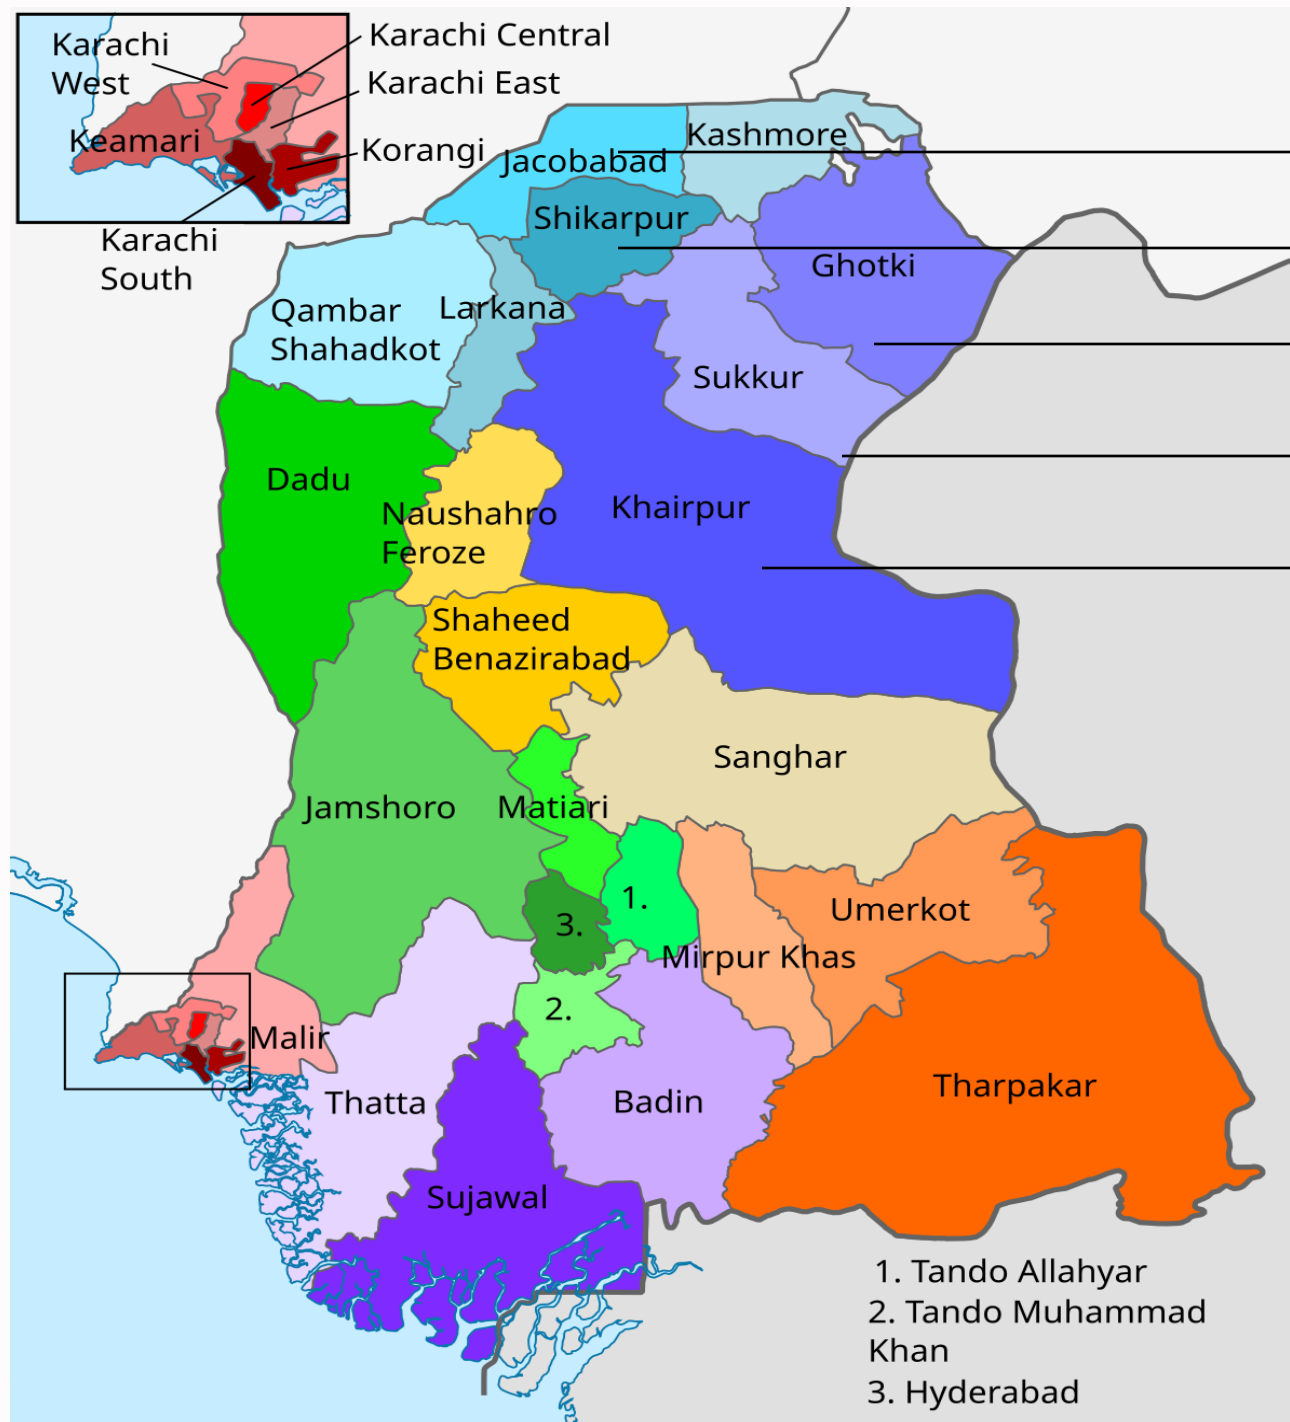 Karachi
West
Karachi Central
Karachi East
Keamari
Korangi
Karachi
South
Jacobabad
Kashmore
Shikarpur
Ghotki
Qambar
Shahadkot
Larkana
Sukkur
Dadu
Naushahro
Feroze
Khairpur
Shaheed
Benazirabad
Sanghar
Jamshoro
Matiari
1.
3.
Umerkot
Mirpur Khas
2.
Malir
Thatta
Badin
Tharpakar
Sujawal
1. Tando Allahyar
2. Tando Muhammad
Khan
3. Hyderabad